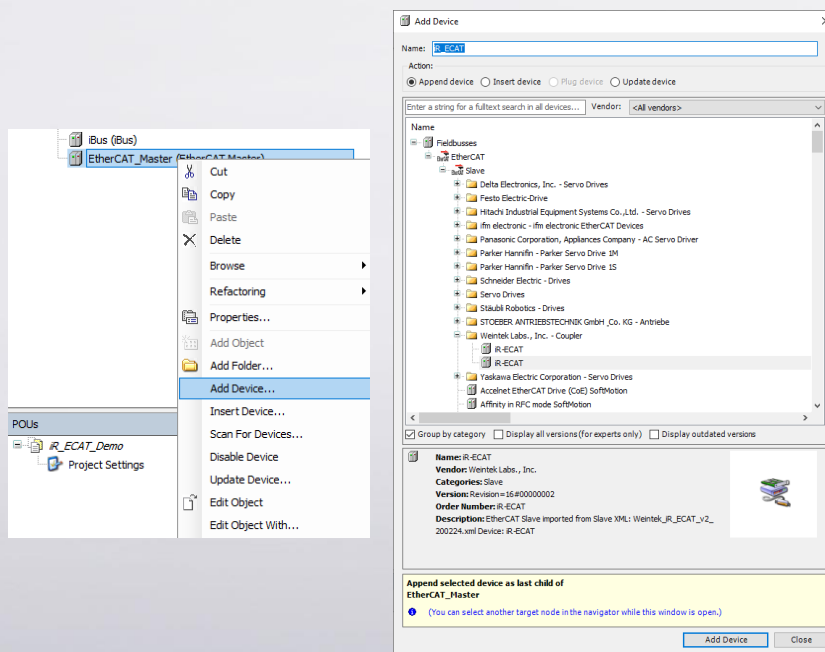 iBus (iBus)
EtherCAT_Master (EtherCAT Master)
Cut
Copy
Paste
Delete
Browse
Refactoring
Properties...
Add Object
Add Folder...
Add Device...
Insert Device...
Scan For Devices...
Disable Device
Update Device...
Edit Object
Edit Object With...
POUs
iR_ECAT_Demo
Project Settings
Add Device
Name: iR_ECAT
Action:
Append device Insert device Plug device Update device
Enter a string for a fulltext search in all devices... Vendor: <All vendors>
Name
Fieldbusses
EtherCAT
Slave
Delta Electronics, Inc. - Servo Drives
Festo Electric-Drive
Hitachi Industrial Equipment Systems Co.,Ltd. - Servo Drives
ifm electronic - ifm electronic EtherCAT Devices
Panasonic Corporation, Appliances Company - AC Servo Driver
Parker Hannifin - Parker Servo Drive 1M
Parker Hannifin - Parker Servo Drive 1S
Schneider Electric - Drives
Servo Drives
Stäubli Robotics - Drives
STOEBER ANTRIEBSTECHNIK GmbH _Co. KG - Antriebe
Weintek Labs., Inc. - Coupler
iR-ECAT
iR-ECAT
Yaskawa Electric Corporation - Servo Drives
Accelnet EtherCAT Drive (CoE) SoftMotion
Affinity in RFC mode SoftMotion
Group by category Display all versions (for experts only) Display outdated versions
Name: iR-ECAT
Vendor: Weintek Labs., Inc.
Categories: Slave
Version: Revision=16#00000002
Order Number: iR-ECAT
Description: EtherCAT Slave imported from Slave XML: Weintek_iR_ECAT_v2_
200224.xml Device: iR-ECAT
Append selected device as last child of
EtherCAT_Master
(You can select another target node in the navigator while this window is open.)
Add Device Close